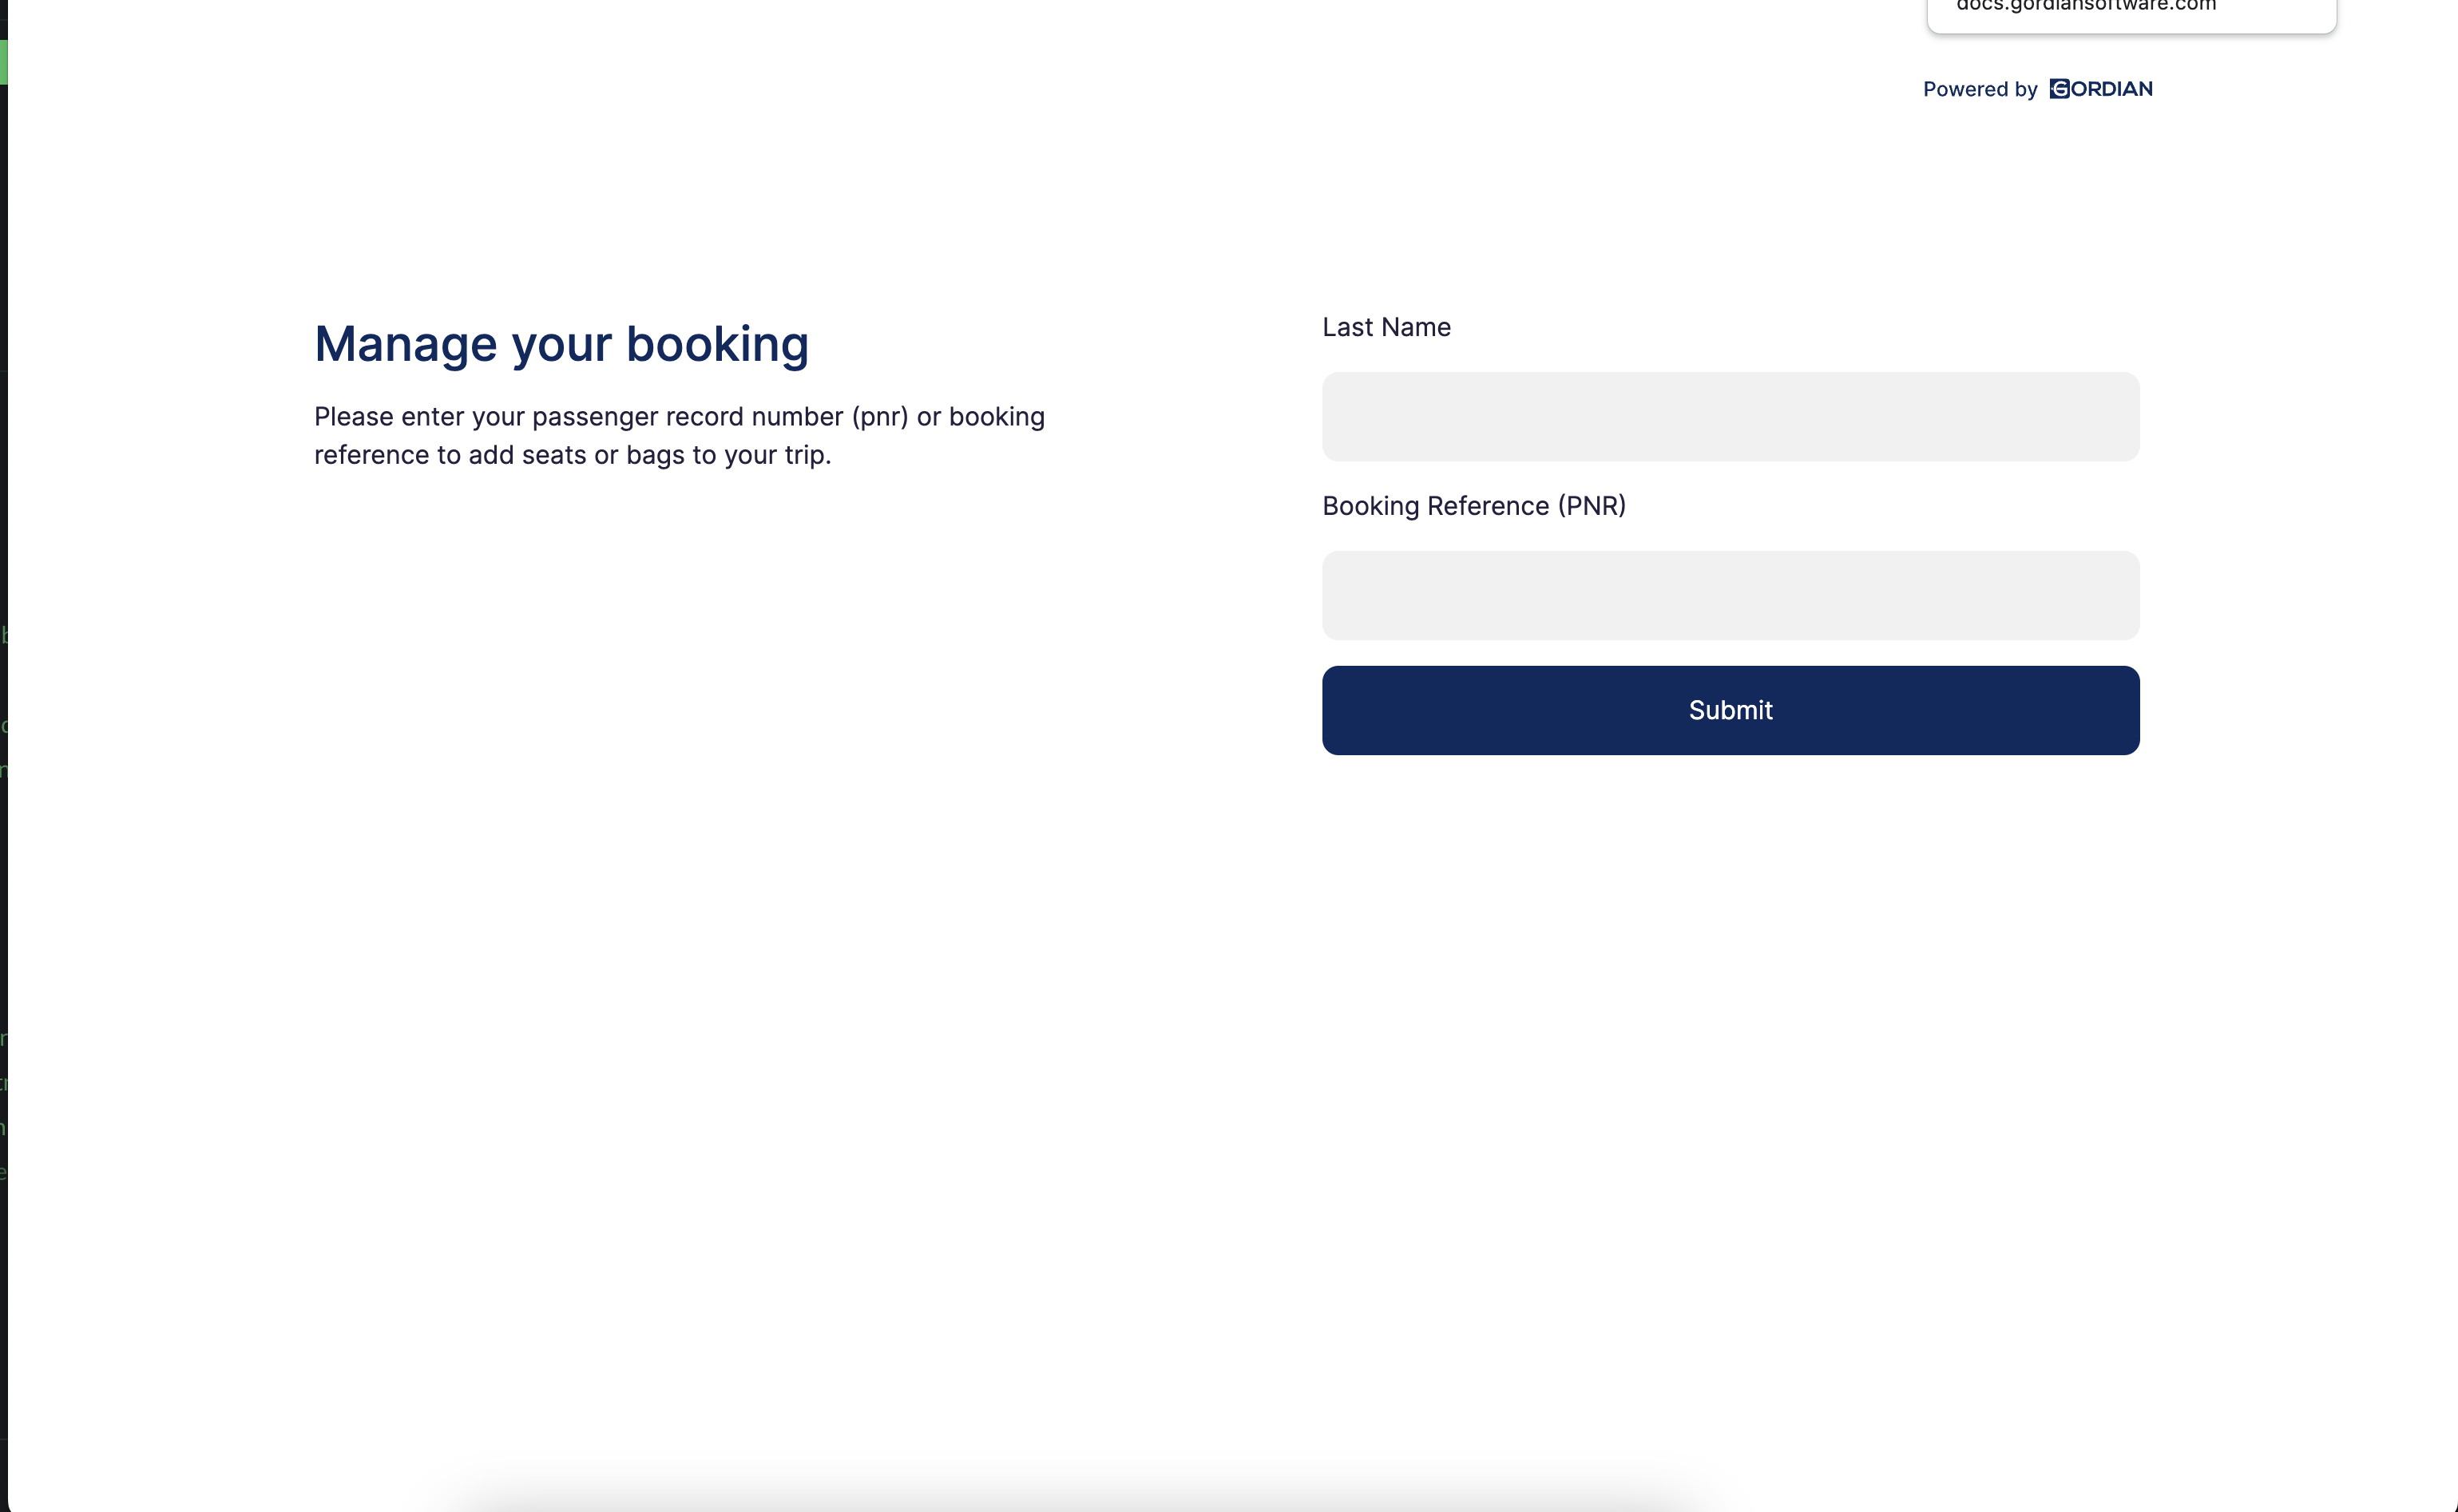 docs.gordiansoftware.com
Powered by GORDIAN
Manage your booking
Please enter your passenger record number (pnr) or booking
reference to add seats or bags to your trip.
Last Name
Booking Reference (PNR)
Submit